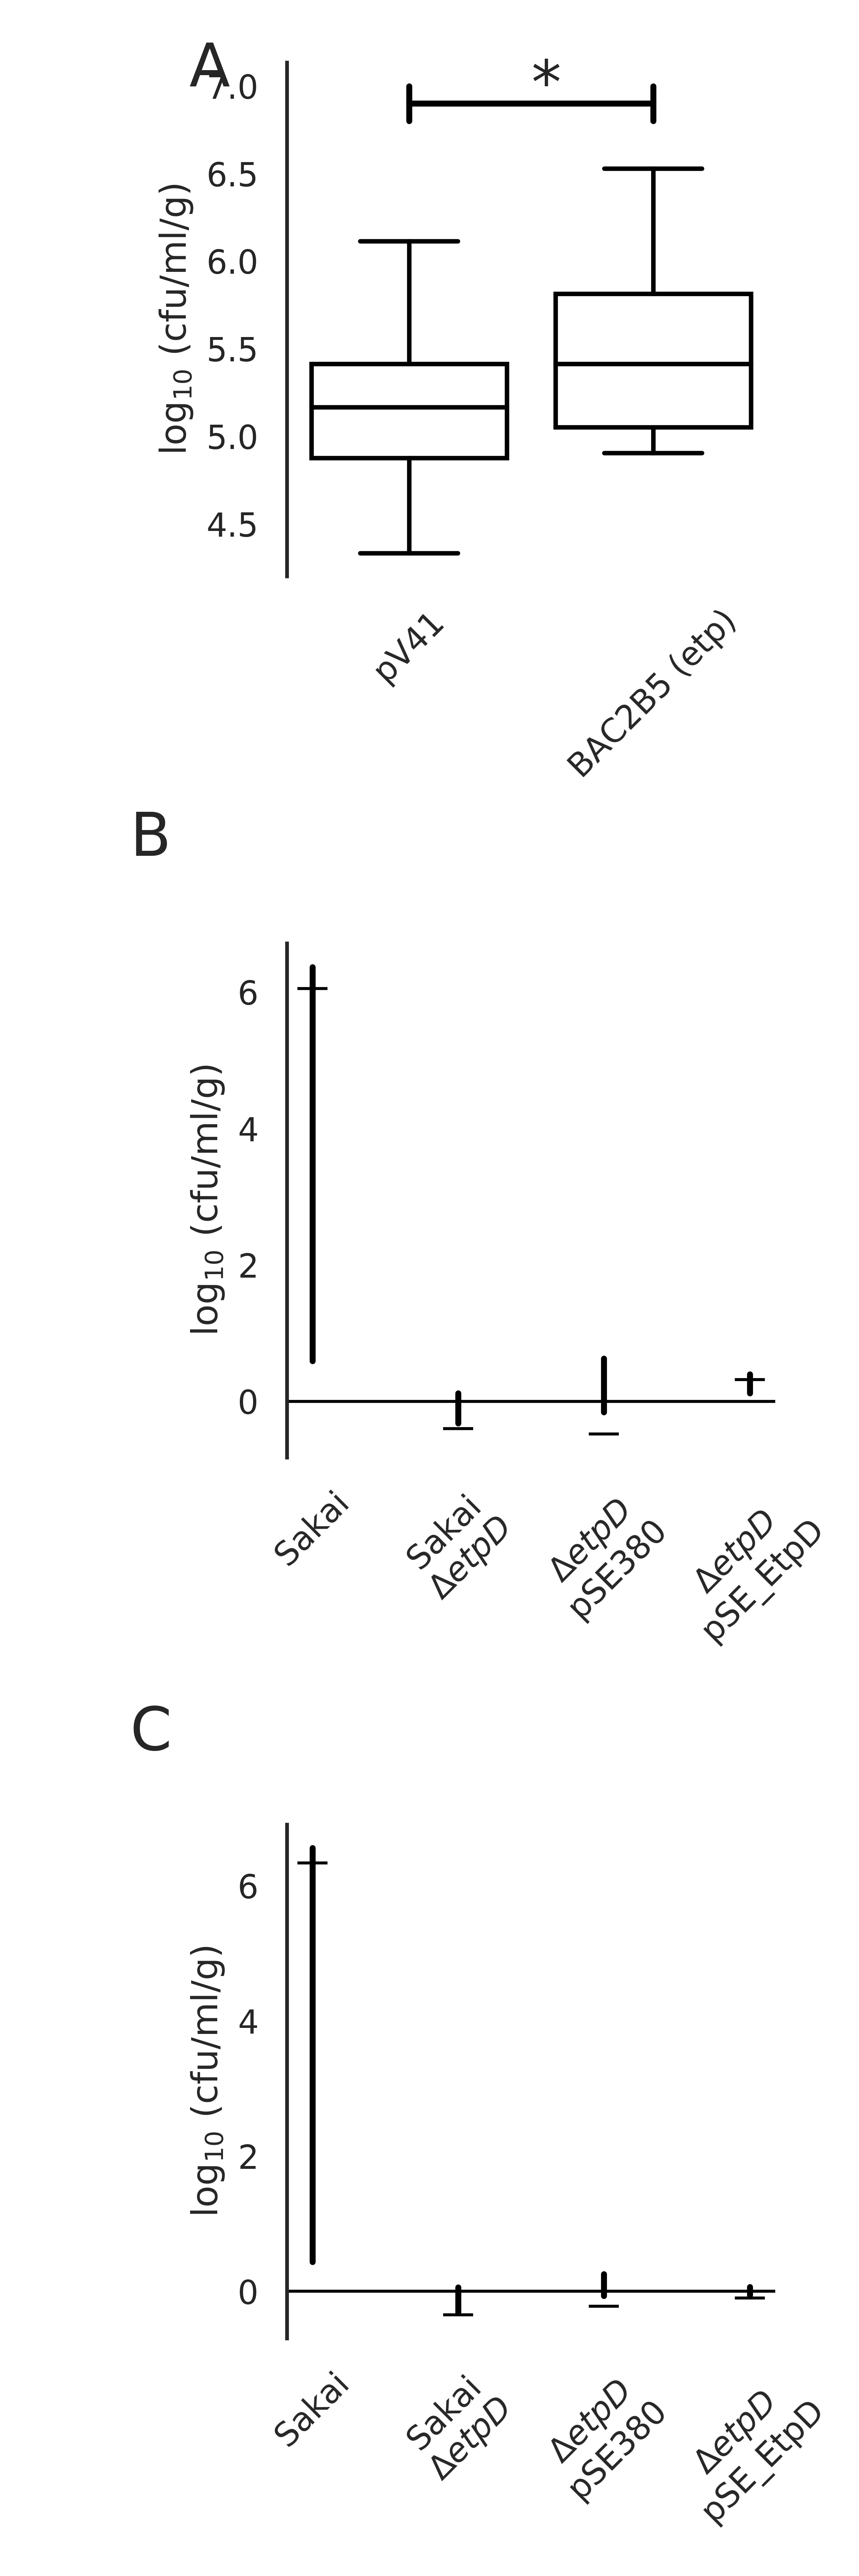 A
7.0
*
6.5
6.0
5.5
5.0
4.5
log10 (cfu/ml/g)
pV41
BAC2B5 (etp)
B
6
4
2
0
log10 (cfu/ml/g)
Sakai
Sakai
ΔetpD
ΔetpD
pSE380
ΔetpD
pSE_EtpD
C
6
4
2
0
log10 (cfu/ml/g)
Sakai
Sakai
ΔetpD
ΔetpD
pSE380
ΔetpD
pSE_EtpD